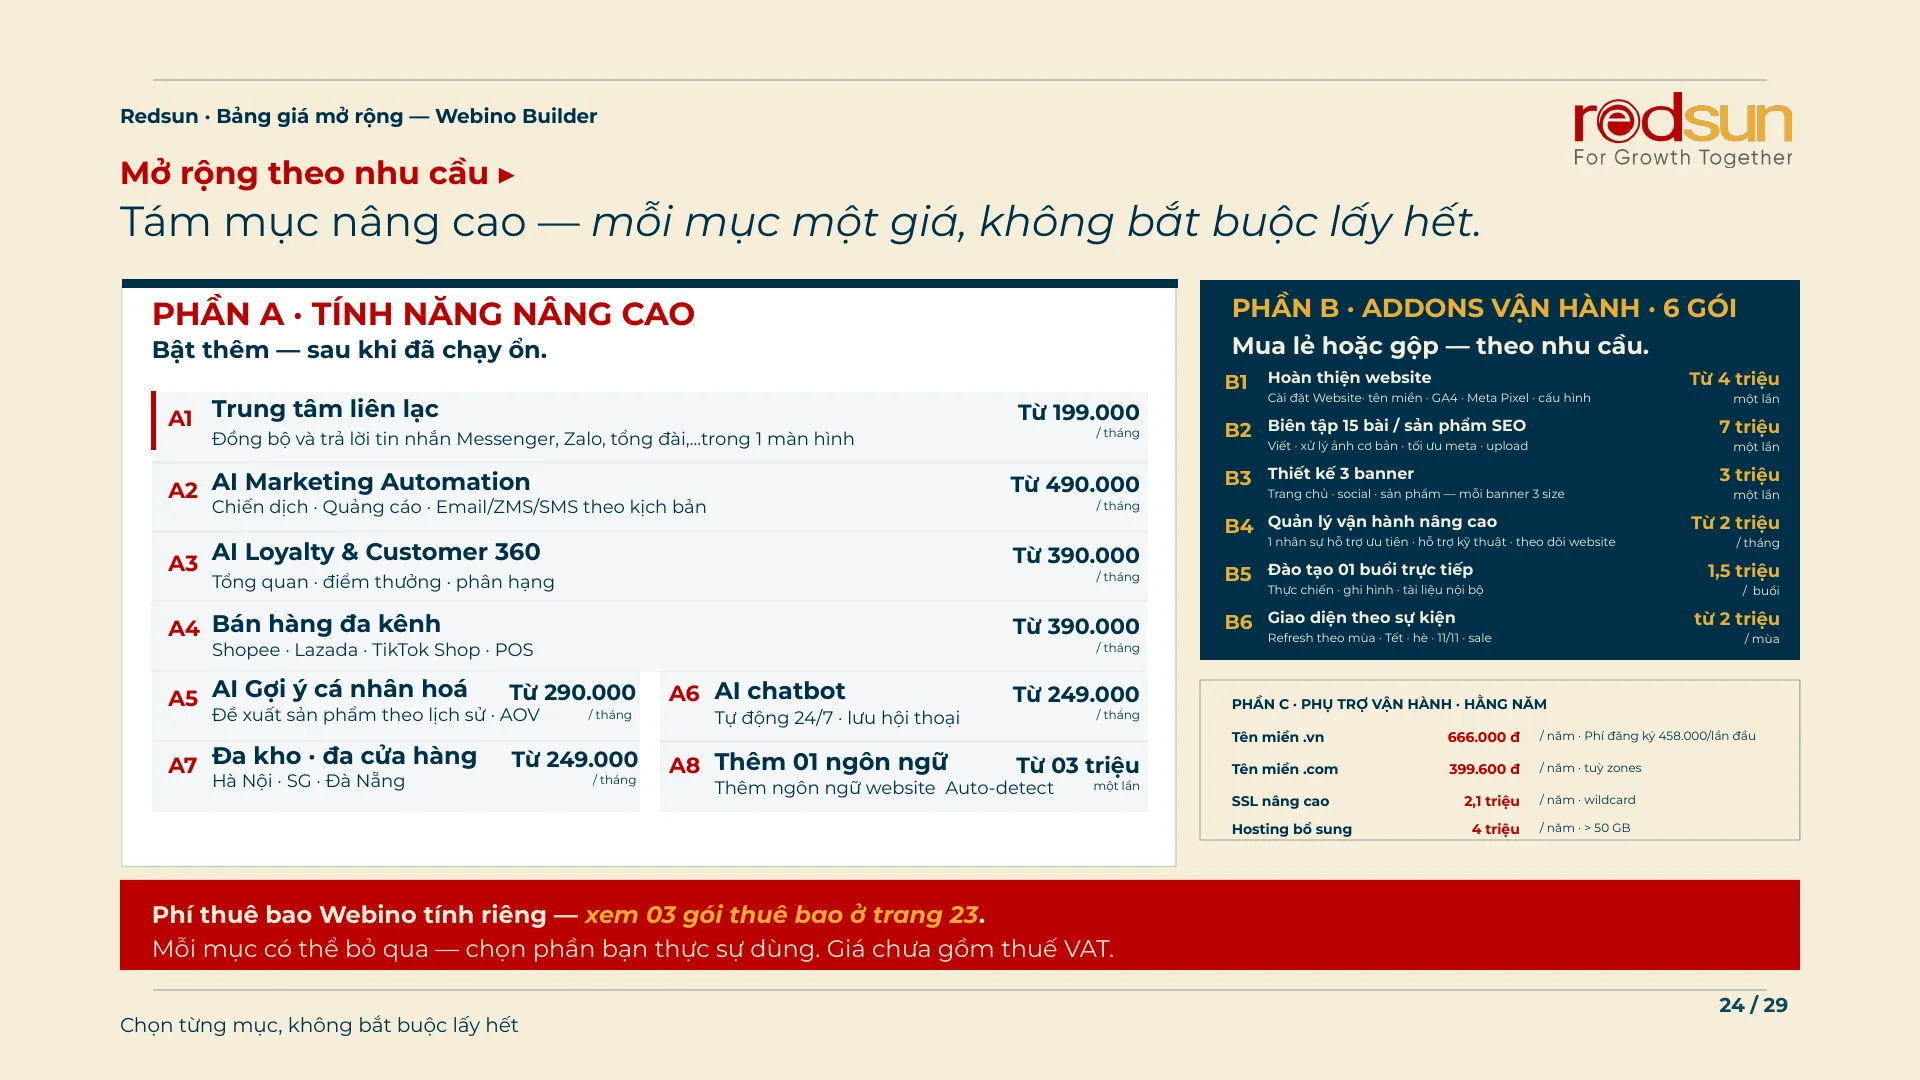 Redsun · Bảng giá mở rộng — Webino Builder
redsun
For Growth Together
Mở rộng theo nhu cầu ▸
Tám mục nâng cao — mỗi mục một giá, không bắt buộc lấy hết.
PHẦN A · TÍNH NĂNG NÂNG CAO
Bật thêm — sau khi đã chạy ổn.
A1 Trung tâm liên lạc Từ 199.000
Đồng bộ và trả lời tin nhắn Messenger, Zalo, tổng đài,...trong 1 màn hình / tháng
A2 AI Marketing Automation Từ 490.000
Chiến dịch · Quảng cáo · Email/ZMS/SMS theo kịch bản / tháng
A3 AI Loyalty & Customer 360 Từ 390.000
Tổng quan · điểm thưởng · phân hạng / tháng
A4 Bán hàng đa kênh Từ 390.000
Shopee · Lazada · TikTok Shop · POS / tháng
A5 AI Gợi ý cá nhân hoá Từ 290.000
Đề xuất sản phẩm theo lịch sử · AOV / tháng
A6 AI chatbot Từ 249.000
Tự động 24/7 · lưu hội thoại / tháng
A7 Đa kho · đa cửa hàng Từ 249.000
Hà Nội · SG · Đà Nẵng / tháng
A8 Thêm 01 ngôn ngữ Từ 03 triệu
Thêm ngôn ngữ website Auto-detect một lần
PHẦN B · ADDONS VẬN HÀNH · 6 GÓI
Mua lẻ hoặc gộp — theo nhu cầu.
B1 Hoàn thiện website Từ 4 triệu
Cài đặt Website· tên miền · GA4 · Meta Pixel · cấu hình một lần
B2 Biên tập 15 bài / sản phẩm SEO 7 triệu
Viết · xử lý ảnh cơ bản · tối ưu meta · upload một lần
B3 Thiết kế 3 banner 3 triệu
Trang chủ · social · sản phẩm — mỗi banner 3 size một lần
B4 Quản lý vận hành nâng cao Từ 2 triệu
1 nhân sự hỗ trợ ưu tiên · hỗ trợ kỹ thuật · theo dõi website / tháng
B5 Đào tạo 01 buổi trực tiếp 1,5 triệu
Thực chiến · ghi hình · tài liệu nội bộ / buổi
B6 Giao diện theo sự kiện từ 2 triệu
Refresh theo mùa · Tết · hè · 11/11 · sale / mùa
PHẦN C · PHỤ TRỢ VẬN HÀNH · HẰNG NĂM
Tên miền .vn 666.000 đ / năm · Phí đăng ký 458.000/lần đầu
Tên miền .com 399.600 đ / năm · tuỳ zones
SSL nâng cao 2,1 triệu / năm · wildcard
Hosting bổ sung 4 triệu / năm · > 50 GB
Phí thuê bao Webino tính riêng — xem 03 gói thuê bao ở trang 23.
Mỗi mục có thể bỏ qua — chọn phần bạn thực sự dùng. Giá chưa gồm thuế VAT.
24 / 29
Chọn từng mục, không bắt buộc lấy hết